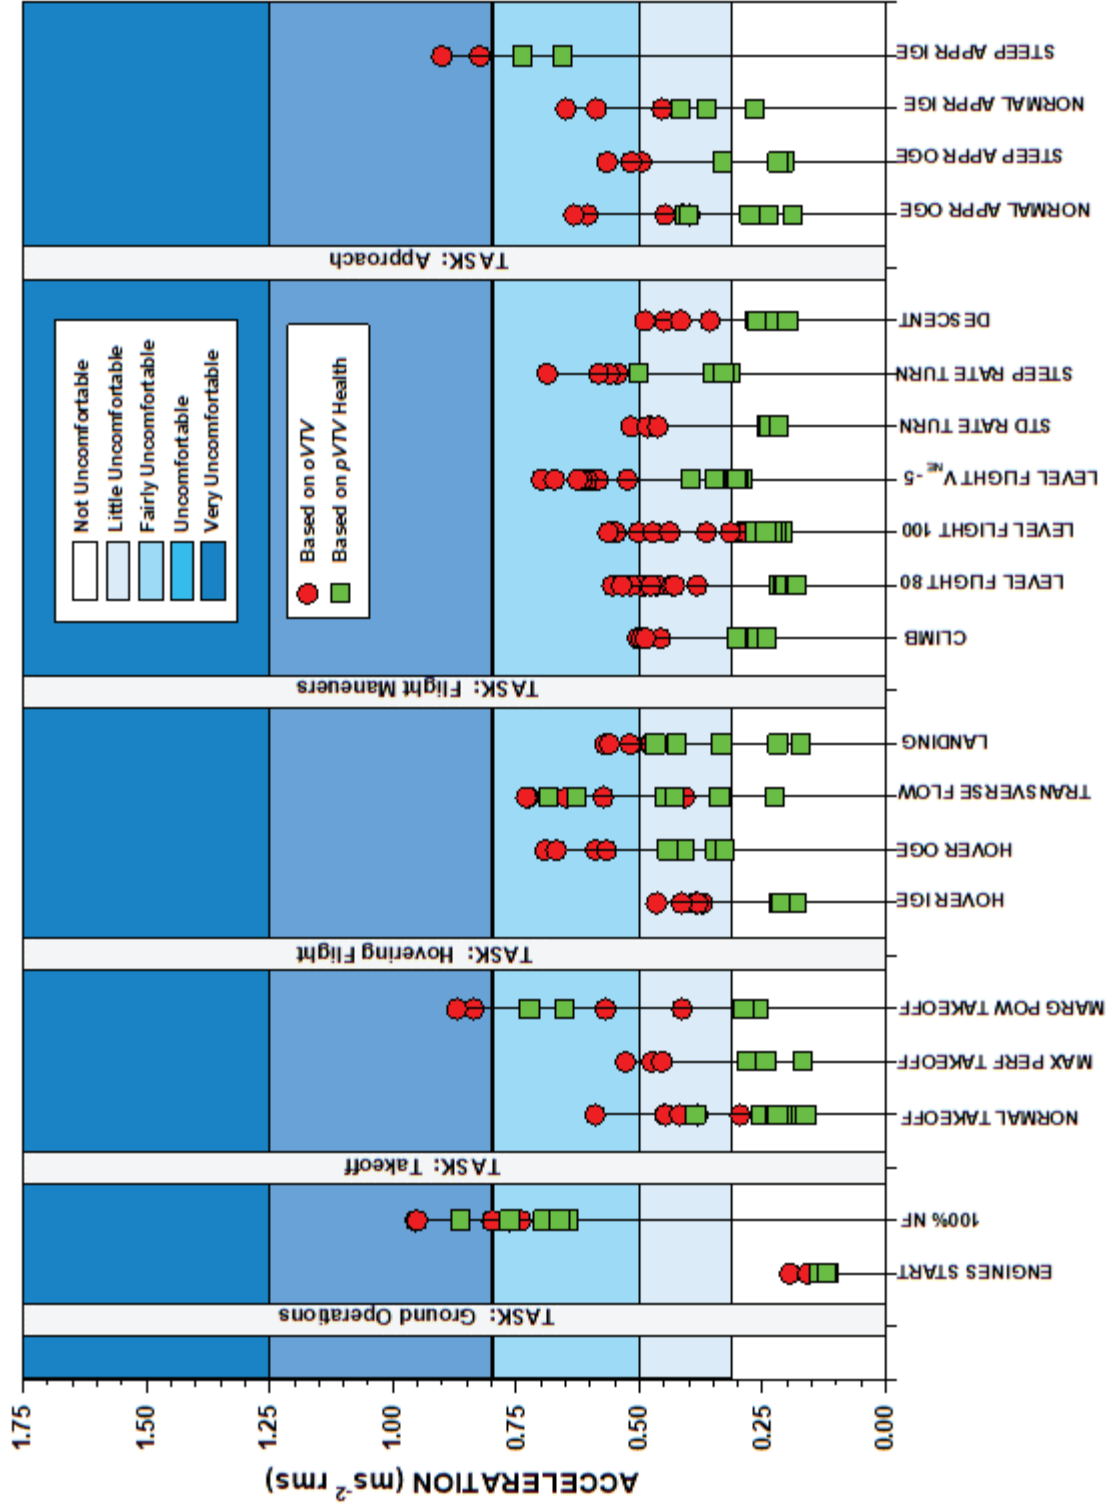 ACCELERATION (ms⁻² rms)
1.75
1.50
1.25
1.00
0.75
0.50
0.25
0.00
TASK: Ground Operations
ENGINES START
100% NF
TASK: Takeoff
NORMAL TAKEOFF
MAX PERF TAKEOFF
MARG POW TAKEOFF
TASK: Hovering Flight
HOVER IGE
HOVER OGE
TRANSVERSE FLOW
LANDING
TASK: Flight Maneuers
CLIMB
LEVEL FLIGHT 80
LEVEL FLIGHT 100
LEVEL FLIGHT V_NE -5
STD RATE TURN
STEEP RATE TURN
DESCENT
TASK: Approach
NORMAL APPR OGE
STEEP APPR OGE
NORMAL APPR IGE
STEEP APPR IGE
Not Uncomfortable
Little Uncomfortable
Fairly Uncomfortable
Uncomfortable
Very Uncomfortable
Based on oVTV
Based on pVTV Health